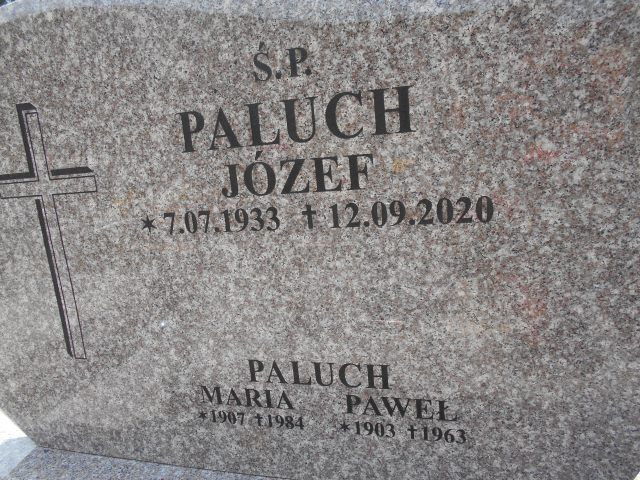 Ś.P.
PALUCH
JÓZEF
* 7.07.1933 † 12.09.2020
PALUCH
MARIA PAWEŁ
*1907 †1984 *1903 †1963